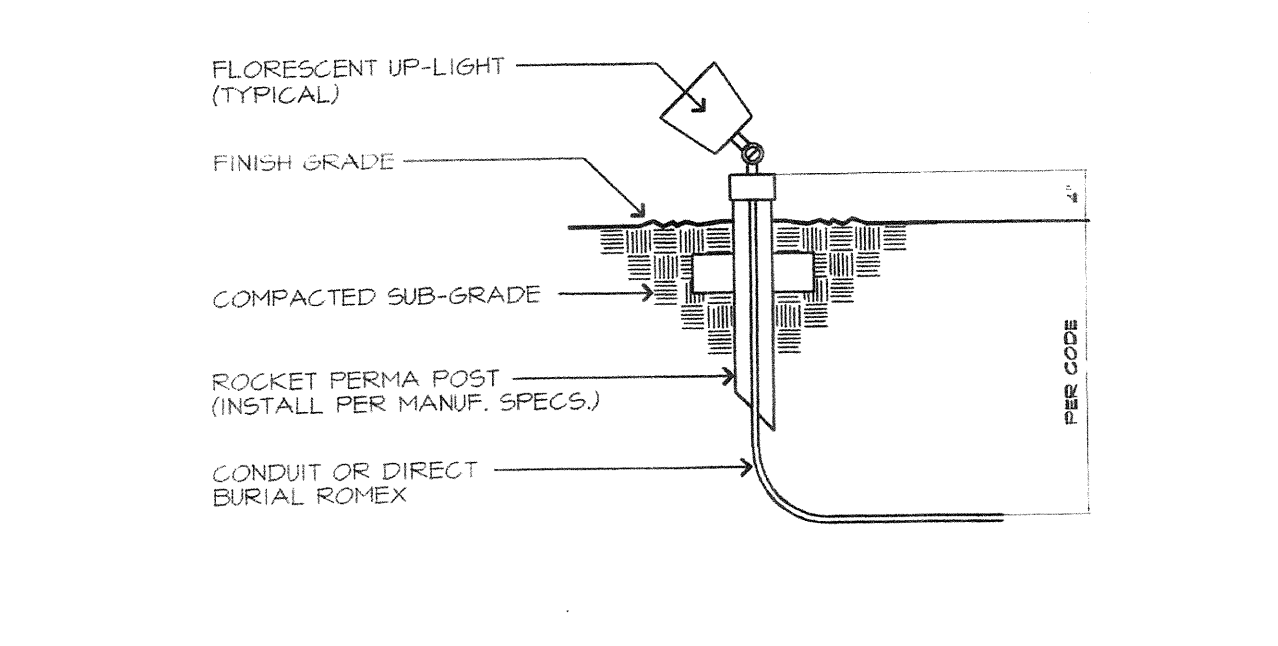 FLORESCENT UP-LIGHT
(TYPICAL)
FINISH GRADE
COMPACTED SUB-GRADE
ROCKET PERMA POST
(INSTALL PER MANUF. SPECS.)
CONDUIT OR DIRECT
BURIAL ROMEX
4"
PER CODE